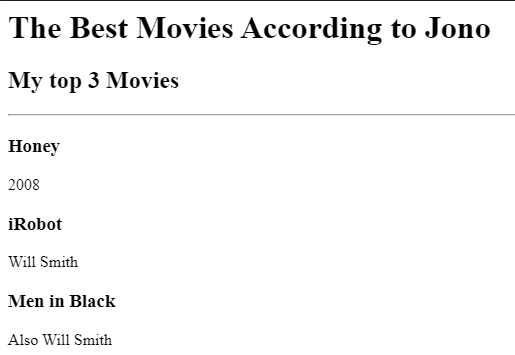 The Best Movies According to Jono
My top 3 Movies
Honey
2008
iRobot
Will Smith
Men in Black
Also Will Smith